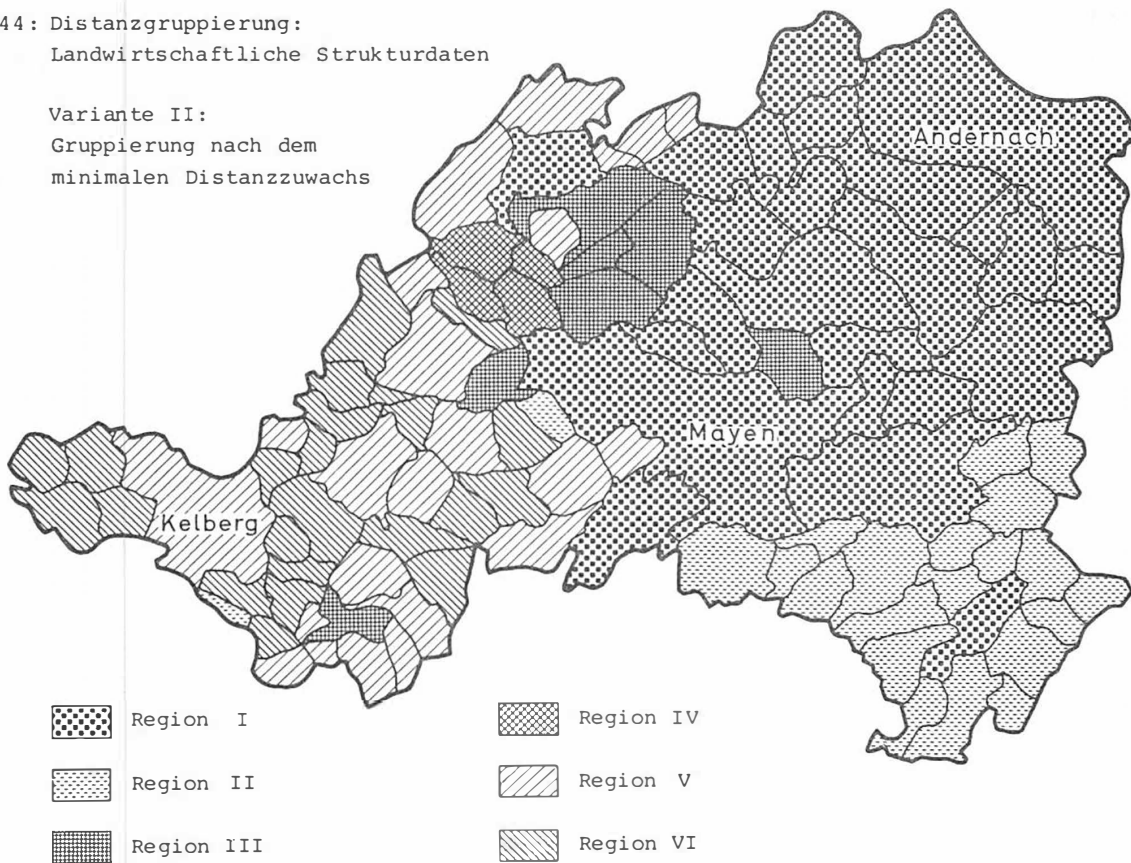 44: Distanzgruppierung:
Landwirtschaftliche Strukturdaten
Variante II:
Gruppierung nach dem
minimalen Distanzzuwachs
Andernach
Mayen
Kelberg
Region I
Region II
Region III
Region IV
Region V
Region VI